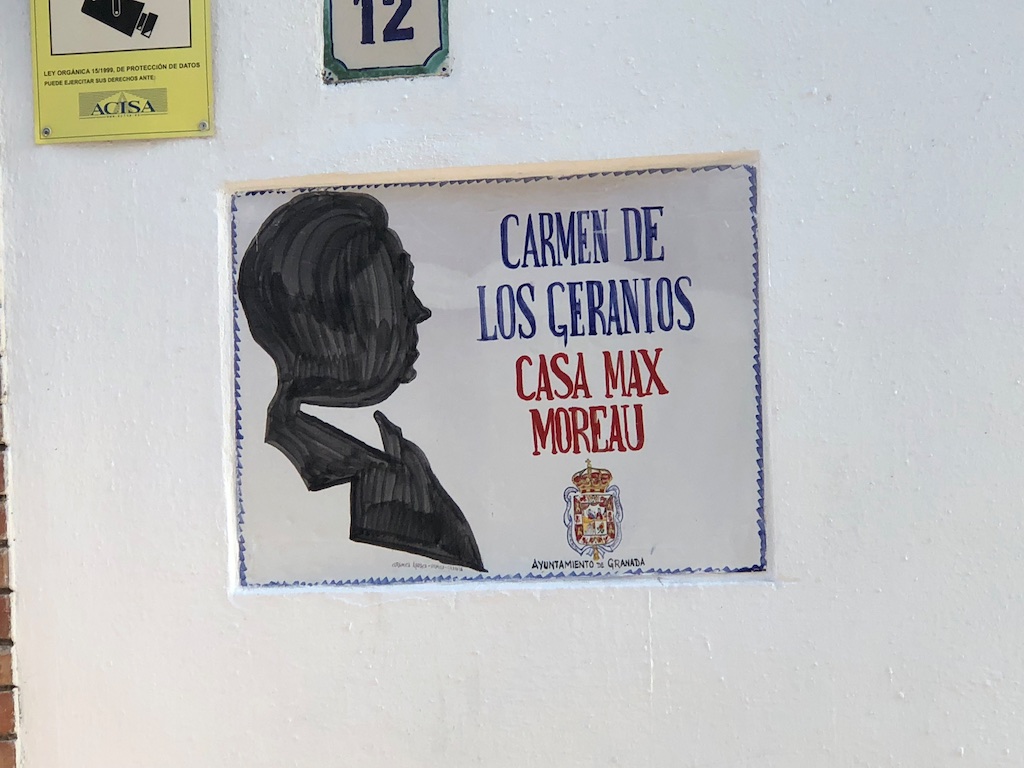 LEY ORGÁNICA 15/1999, DE PROTECCIÓN DE DATOS
PUEDE EJERCITAR SUS DERECHOS ANTE:
ACISA
12
CARMEN DE
LOS GERANIOS
CASA MAX
MOREAU
AYUNTAMIENTO DE GRANADA